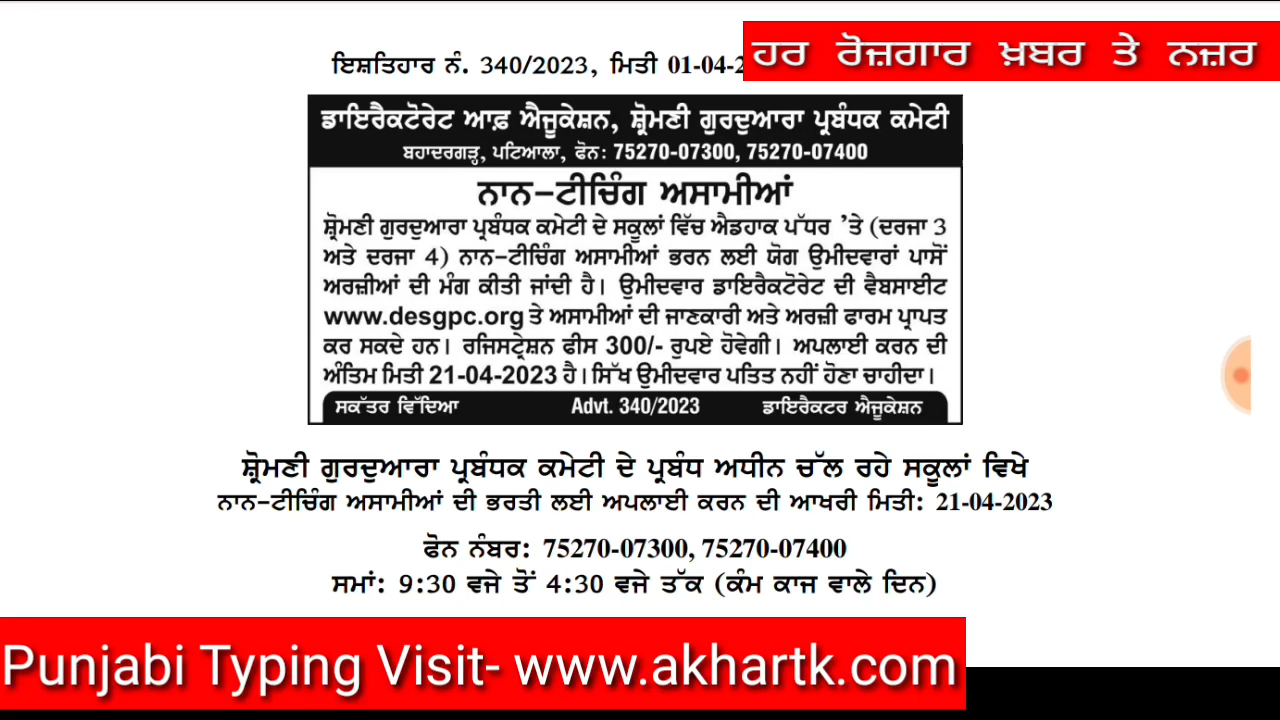 ਹਰ ਰੋਜ਼ਗਾਰ ਖ਼ਬਰ ਤੇ ਨਜ਼ਰ
ਇਸ਼ਤਿਹਾਰ ਨੰ. 340/2023, ਮਿਤੀ 01-04-2
ਡਾਇਰੈਕਟੋਰੇਟ ਆਫ਼ ਐਜੂਕੇਸ਼ਨ, ਸ਼੍ਰੋਮਣੀ ਗੁਰਦੁਆਰਾ ਪ੍ਰਬੰਧਕ ਕਮੇਟੀ
ਬਹਾਦਰਗੜ੍ਹ, ਪਟਿਆਲਾ, ਫੋਨ: 75270-07300, 75270-07400
ਨਾਨ-ਟੀਚਿੰਗ ਅਸਾਮੀਆਂ
ਸ਼੍ਰੋਮਣੀ ਗੁਰਦੁਆਰਾ ਪ੍ਰਬੰਧਕ ਕਮੇਟੀ ਦੇ ਸਕੂਲਾਂ ਵਿੱਚ ਐਡਹਾਕ ਪੱਧਰ 'ਤੇ (ਦਰਜਾ 3
ਅਤੇ ਦਰਜਾ 4) ਨਾਨ-ਟੀਚਿੰਗ ਅਸਾਮੀਆਂ ਭਰਨ ਲਈ ਯੋਗ ਉਮੀਦਵਾਰਾਂ ਪਾਸੋਂ
ਅਰਜ਼ੀਆਂ ਦੀ ਮੰਗ ਕੀਤੀ ਜਾਂਦੀ ਹੈ। ਉਮੀਦਵਾਰ ਡਾਇਰੈਕਟੋਰੇਟ ਦੀ ਵੈਬਸਾਈਟ
www.desgpc.org ਤੇ ਅਸਾਮੀਆਂ ਦੀ ਜਾਣਕਾਰੀ ਅਤੇ ਅਰਜ਼ੀ ਫਾਰਮ ਪ੍ਰਾਪਤ
ਕਰ ਸਕਦੇ ਹਨ। ਰਜਿਸਟ੍ਰੇਸ਼ਨ ਫੀਸ 300/- ਰੁਪਏ ਹੋਵੇਗੀ। ਅਪਲਾਈ ਕਰਨ ਦੀ
ਅੰਤਿਮ ਮਿਤੀ 21-04-2023 ਹੈ। ਸਿੱਖ ਉਮੀਦਵਾਰ ਪਤਿਤ ਨਹੀਂ ਹੋਣਾ ਚਾਹੀਦਾ।
ਸਕੱਤਰ ਵਿੱਦਿਆ Advt. 340/2023 ਡਾਇਰੈਕਟਰ ਐਜੂਕੇਸ਼ਨ
ਸ਼੍ਰੋਮਣੀ ਗੁਰਦੁਆਰਾ ਪ੍ਰਬੰਧਕ ਕਮੇਟੀ ਦੇ ਪ੍ਰਬੰਧ ਅਧੀਨ ਚੱਲ ਰਹੇ ਸਕੂਲਾਂ ਵਿਖੇ
ਨਾਨ-ਟੀਚਿੰਗ ਅਸਾਮੀਆਂ ਦੀ ਭਰਤੀ ਲਈ ਅਪਲਾਈ ਕਰਨ ਦੀ ਆਖਰੀ ਮਿਤੀ: 21-04-2023
ਫੋਨ ਨੰਬਰ: 75270-07300, 75270-07400
ਸਮਾਂ: 9:30 ਵਜੇ ਤੋਂ 4:30 ਵਜੇ ਤੱਕ (ਕੰਮ ਕਾਜ ਵਾਲੇ ਦਿਨ)
Punjabi Typing Visit- www.akhartk.com